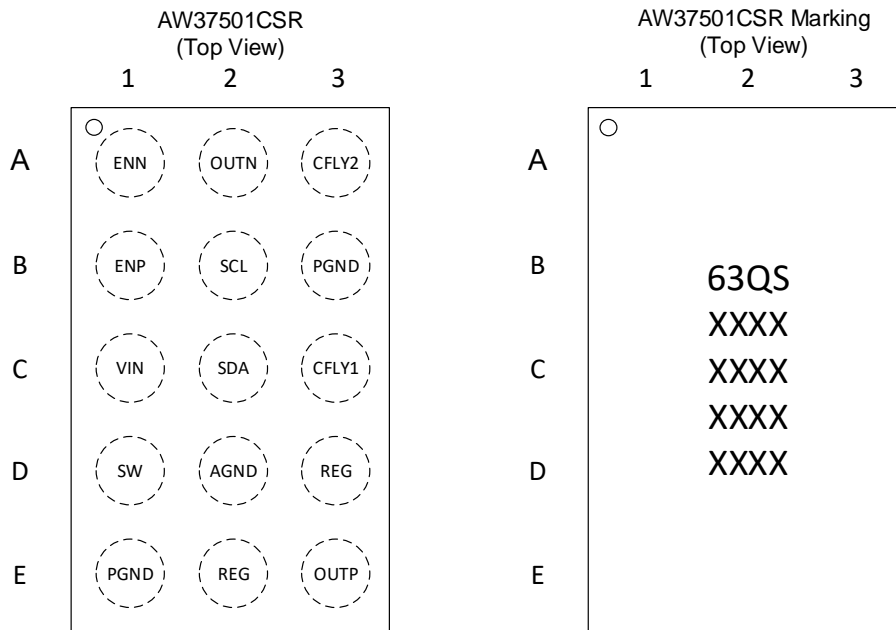 AW37501CSR
(Top View)
1 2 3
A ENN OUTN CFLY2
B ENP SCL PGND
C VIN SDA CFLY1
D SW AGND REG
E PGND REG OUTP
AW37501CSR Marking
(Top View)
1 2 3
A
B
63QS
XXXX
C XXXX
XXXX
D XXXX
E